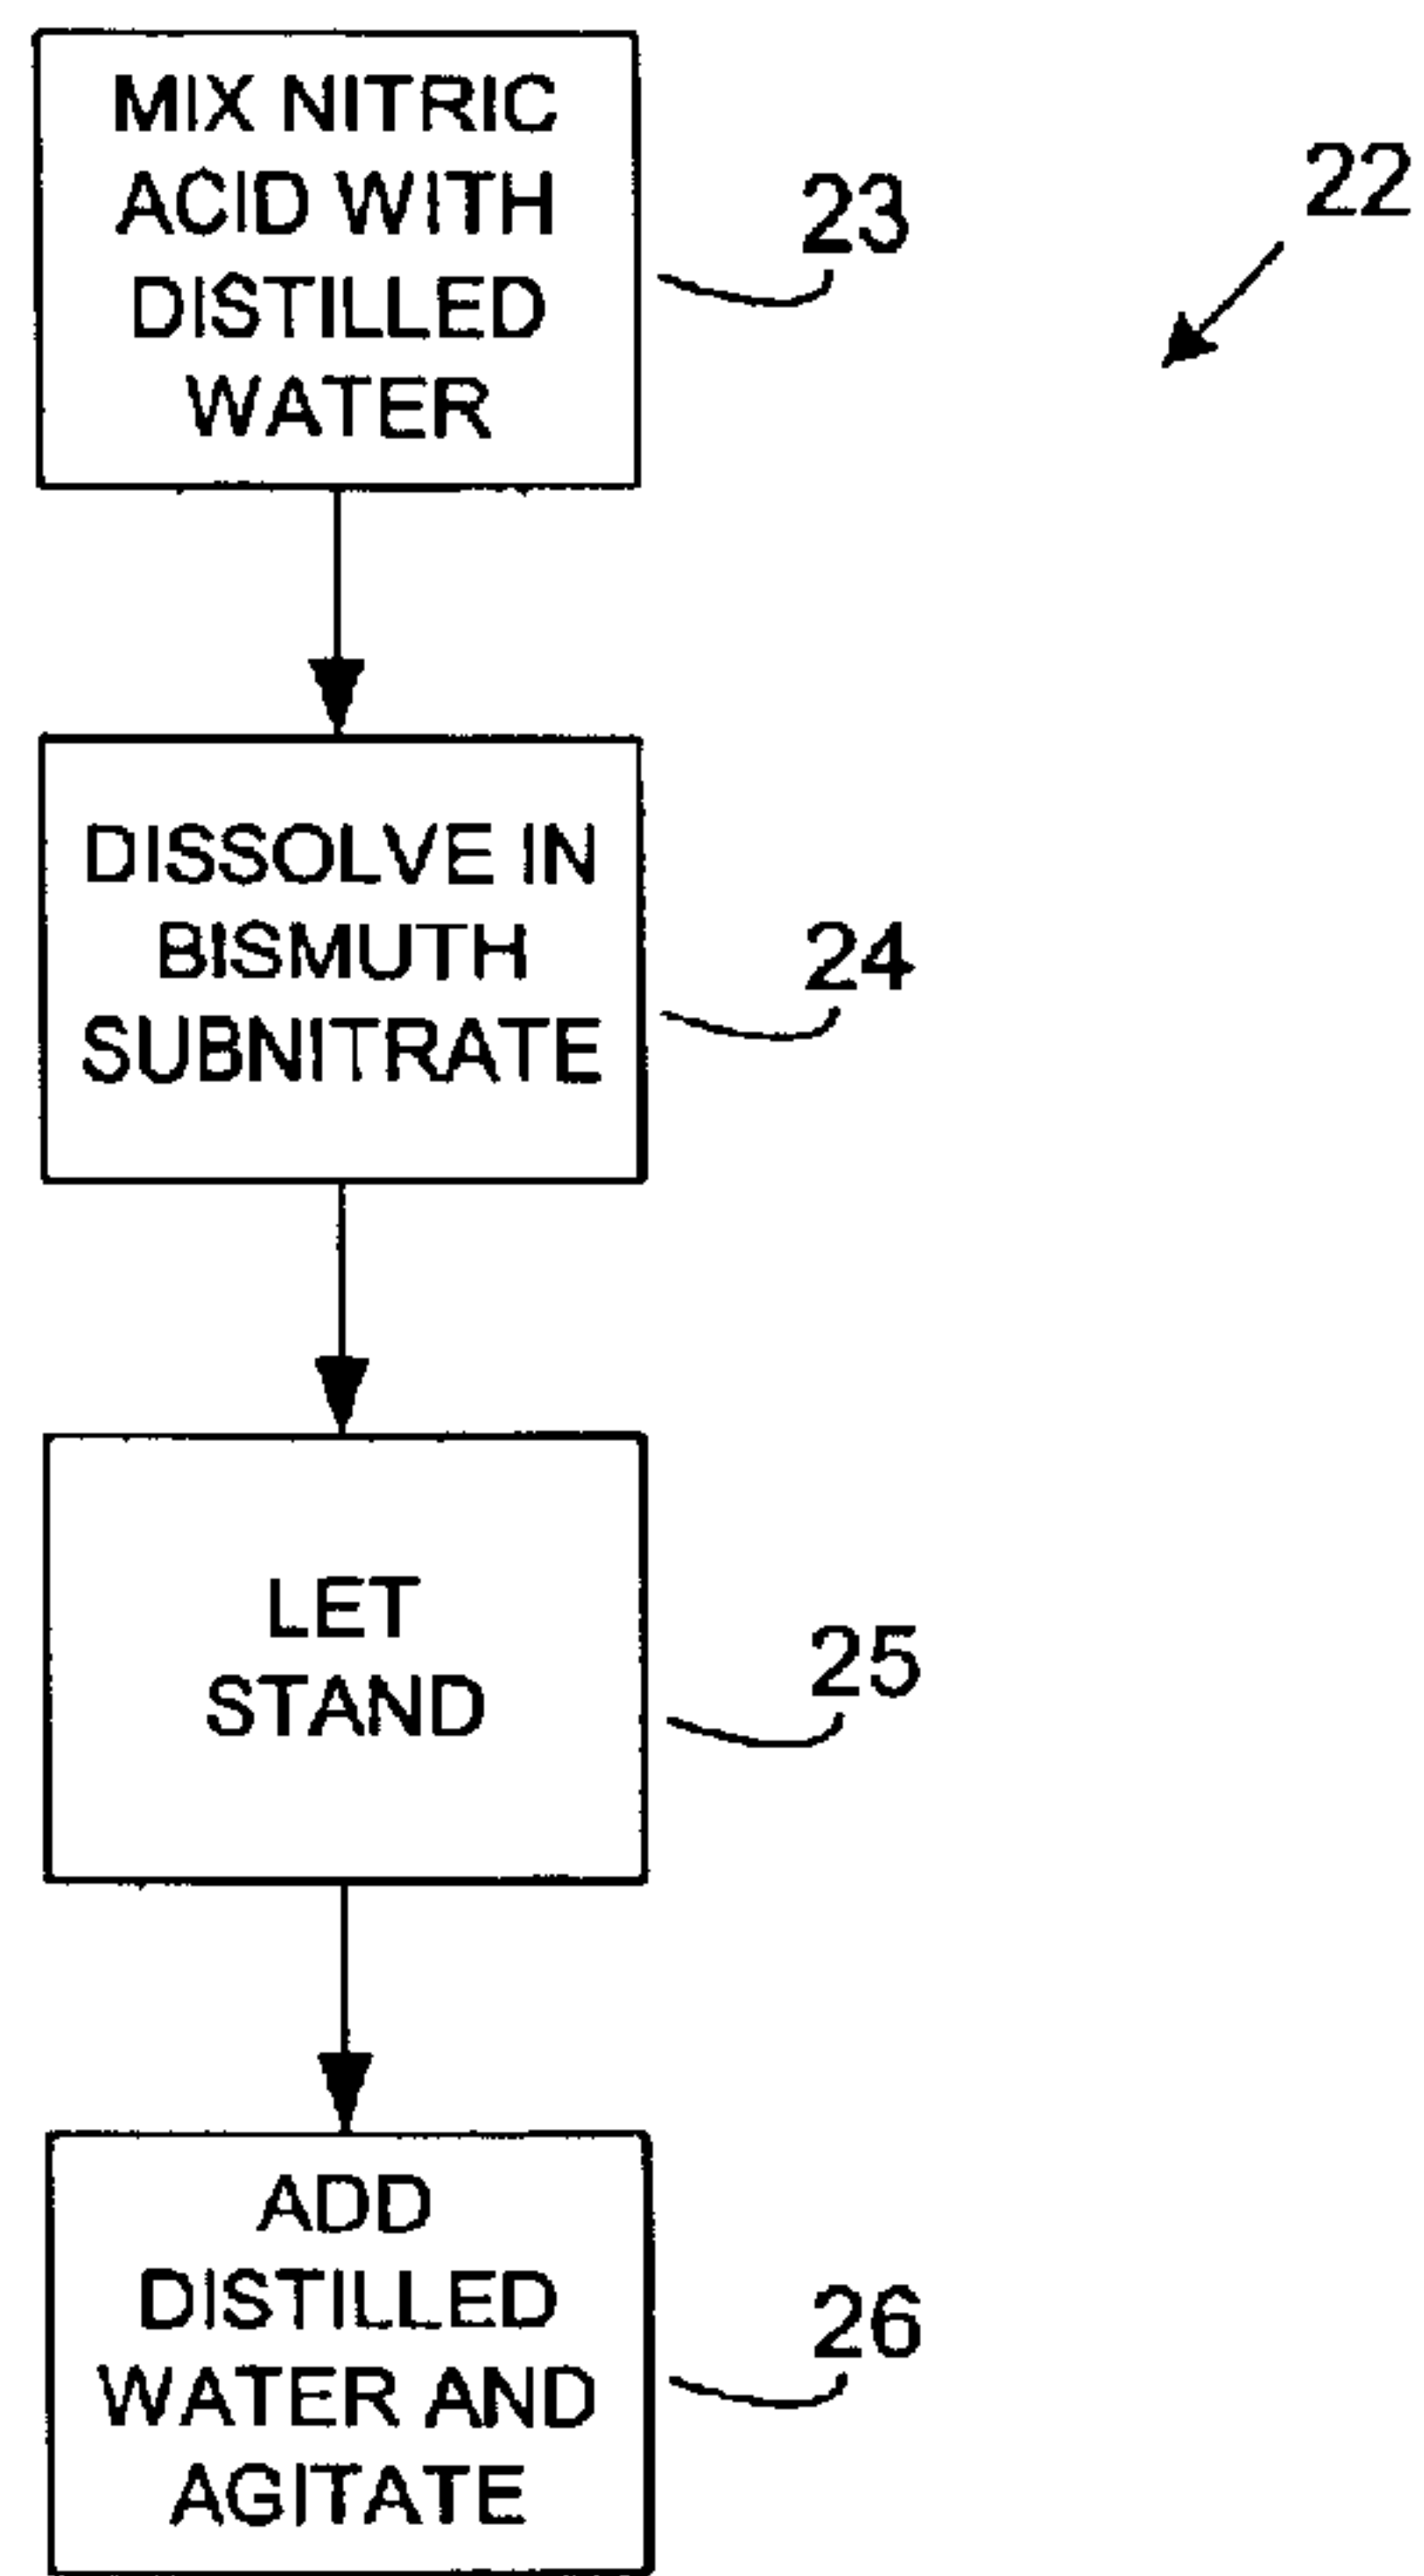 22
MIX NITRIC
ACID WITH
DISTILLED
WATER
23
DISSOLVE IN
BISMUTH
SUBNITRATE
24
LET
STAND
25
ADD
DISTILLED
WATER AND
AGITATE
26